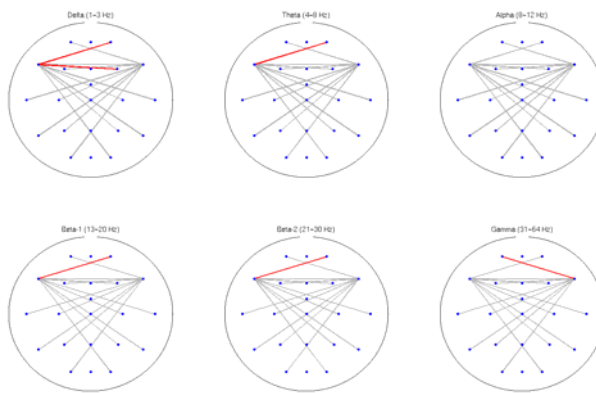 Delta (1~3 Hz)
Theta (4~8 Hz)
Alpha (8~12 Hz)
Beta-1 (13~20 Hz)
Beta-2 (21~30 Hz)
Gamma (31~64 Hz)